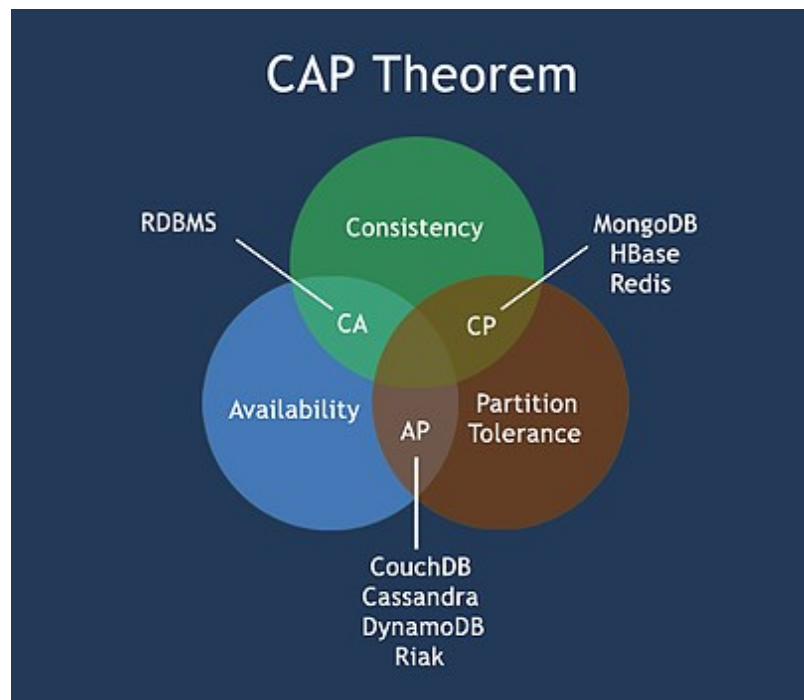 CAP Theorem
RDBMS
Consistency
MongoDB
HBase
Redis
CA
CP
Availability
Partition
Tolerance
AP
CouchDB
Cassandra
DynamoDB
Riak